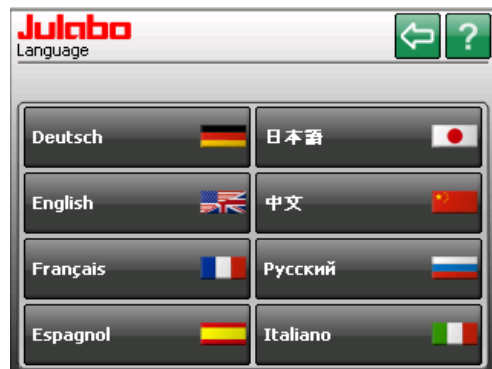 Julabo
Language
?
Deutsch
日本語
English
中文
Français
Русский
Espagnol
Italiano